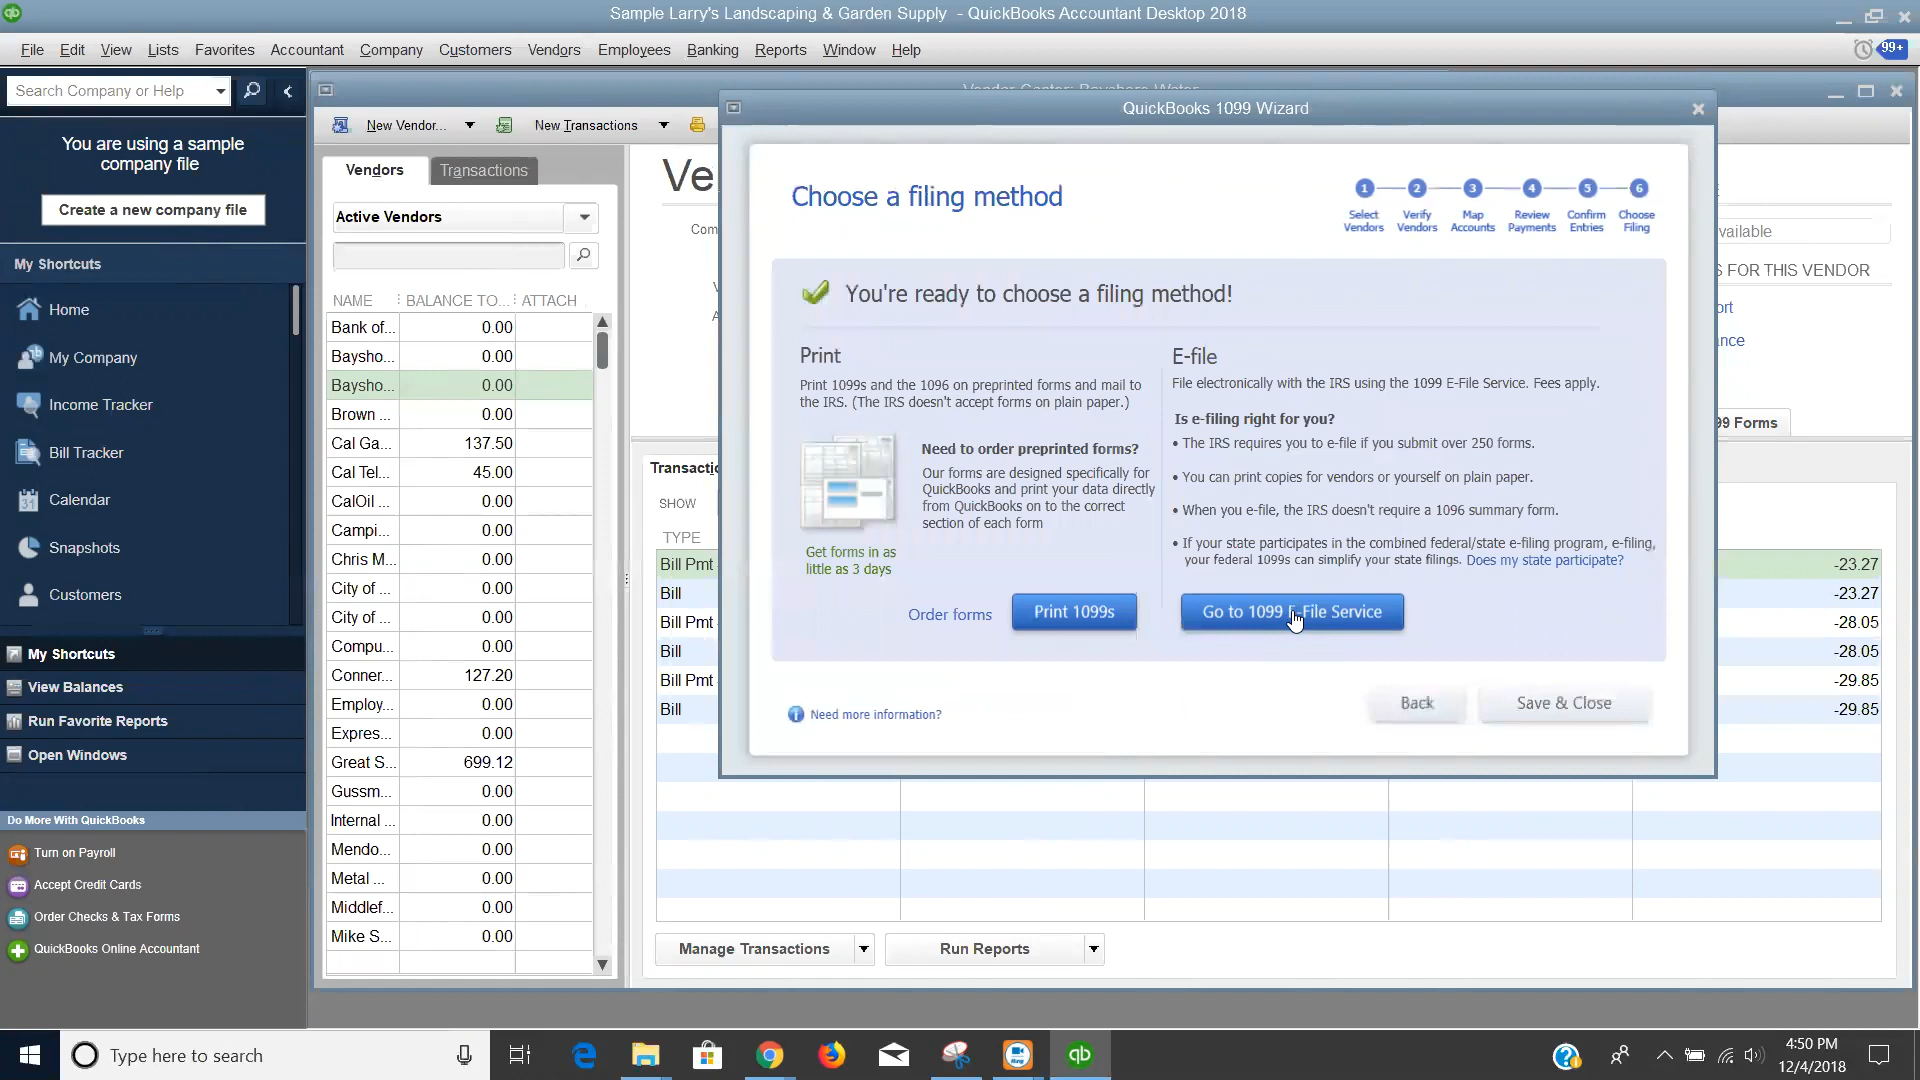 Sample Larry's Landscaping & Garden Supply - QuickBooks Accountant Desktop 2018
File Edit View Lists Favorites Accountant Company Customers Vendors Employees Banking Reports Window Help
99+
Search Company or Help
You are using a sample
company file
Create a new company file
My Shortcuts
Home
My Company
Income Tracker
Bill Tracker
Calendar
Snapshots
Customers
My Shortcuts
View Balances
Run Favorite Reports
Open Windows
Do More With QuickBooks
Turn on Payroll
Accept Credit Cards
Order Checks & Tax Forms
QuickBooks Online Accountant
Vendor Center: Bayshore Water
New Vendor... New Transactions
Vendors Transactions
Active Vendors
NAME BALANCE TO... ATTACH
Bank of... 0.00
Baysho... 0.00
Baysho... 0.00
Brown ... 0.00
Cal Ga... 137.50
Cal Tel... 45.00
CalOil ... 0.00
Campi... 0.00
Chris M... 0.00
City of... 0.00
City of... 0.00
Compu... 0.00
Conner... 127.20
Employ... 0.00
Expres... 0.00
Great S... 699.12
Gussm... 0.00
Internal ... 0.00
Mendo... 0.00
Metal ... 0.00
Middlef... 0.00
Mike S... 0.00
Ve
Com
Transactio
SHOW
TYPE
Bill Pmt - -23.27
Bill -23.27
Bill Pmt - -28.05
Bill -28.05
Bill Pmt - -29.85
Bill -29.85
Manage Transactions Run Reports
vailable
S FOR THIS VENDOR
ort
nce
99 Forms
QuickBooks 1099 Wizard
Choose a filing method
1 2 3 4 5 6
Select Vendors
Verify Vendors
Map Accounts
Review Payments
Confirm Entries
Choose Filing
You're ready to choose a filing method!
Print
Print 1099s and the 1096 on preprinted forms and mail to
the IRS. (The IRS doesn't accept forms on plain paper.)
Need to order preprinted forms?
Our forms are designed specifically for
QuickBooks and print your data directly
from QuickBooks on to the correct
section of each form
Get forms in as
little as 3 days
Order forms
Print 1099s
E-file
File electronically with the IRS using the 1099 E-File Service. Fees apply.
Is e-filing right for you?
• The IRS requires you to e-file if you submit over 250 forms.
• You can print copies for vendors or yourself on plain paper.
• When you e-file, the IRS doesn't require a 1096 summary form.
• If your state participates in the combined federal/state e-filing program, e-filing,
your federal 1099s can simplify your state filings. Does my state participate?
Go to 1099 E-File Service
Need more information?
Back
Save & Close
Type here to search
4:50 PM
12/4/2018